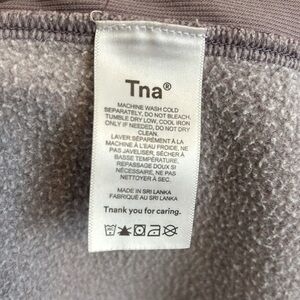 Tna®
MACHINE WASH COLD
SEPARATELY, DO NOT BLEACH.
TUMBLE DRY LOW, COOL IRON
ONLY IF NEEDED, DO NOT DRY
CLEAN.
LAVER SÉPARÉMENT À LA
MACHINE À L'EAU FROIDE, NE
PAS JAVELISER, SÉCHER À
BASSE TEMPÉRATURE,
REPASSAGE DOUX SI
NÉCESSAIRE, NE PAS
NETTOYER À SEC.
MADE IN SRI LANKA
FABRIQUÉ AU SRI LANKA
Tnank you for caring.